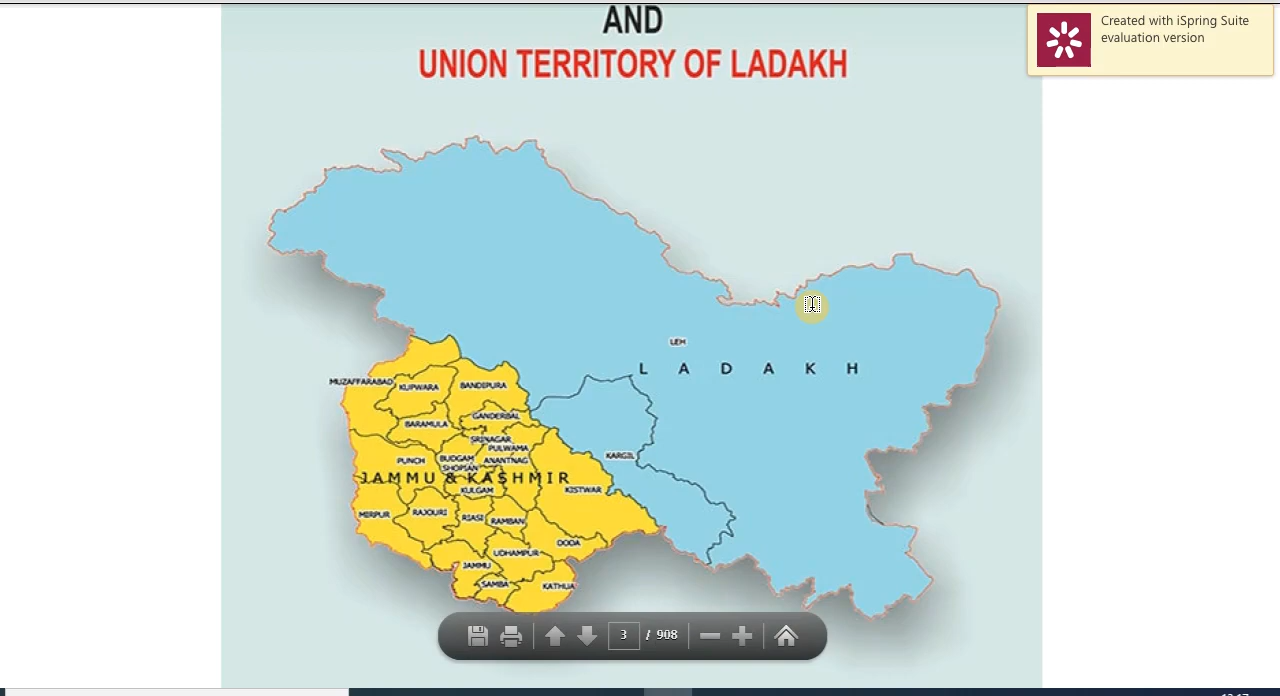 AND
UNION TERRITORY OF LADAKH
Created with iSpring Suite
evaluation version
LEH
L A D A K H
MUZAFFARABAD
KUPWARA
BANDIPURA
GANDERBAL
BARAMULA
SRINAGAR
PULWAMA
PUNCH
BUDGAM
ANANTNAG
KARGIL
SHOPIAN
JAMMU & KASHMIR
KULGAM
KISTWAR
MIRPUR
RAJOURI
RIASI
RAMBAN
DODA
UDHAMPUR
JAMMU
SAMBA
KATHUA
3 / 908